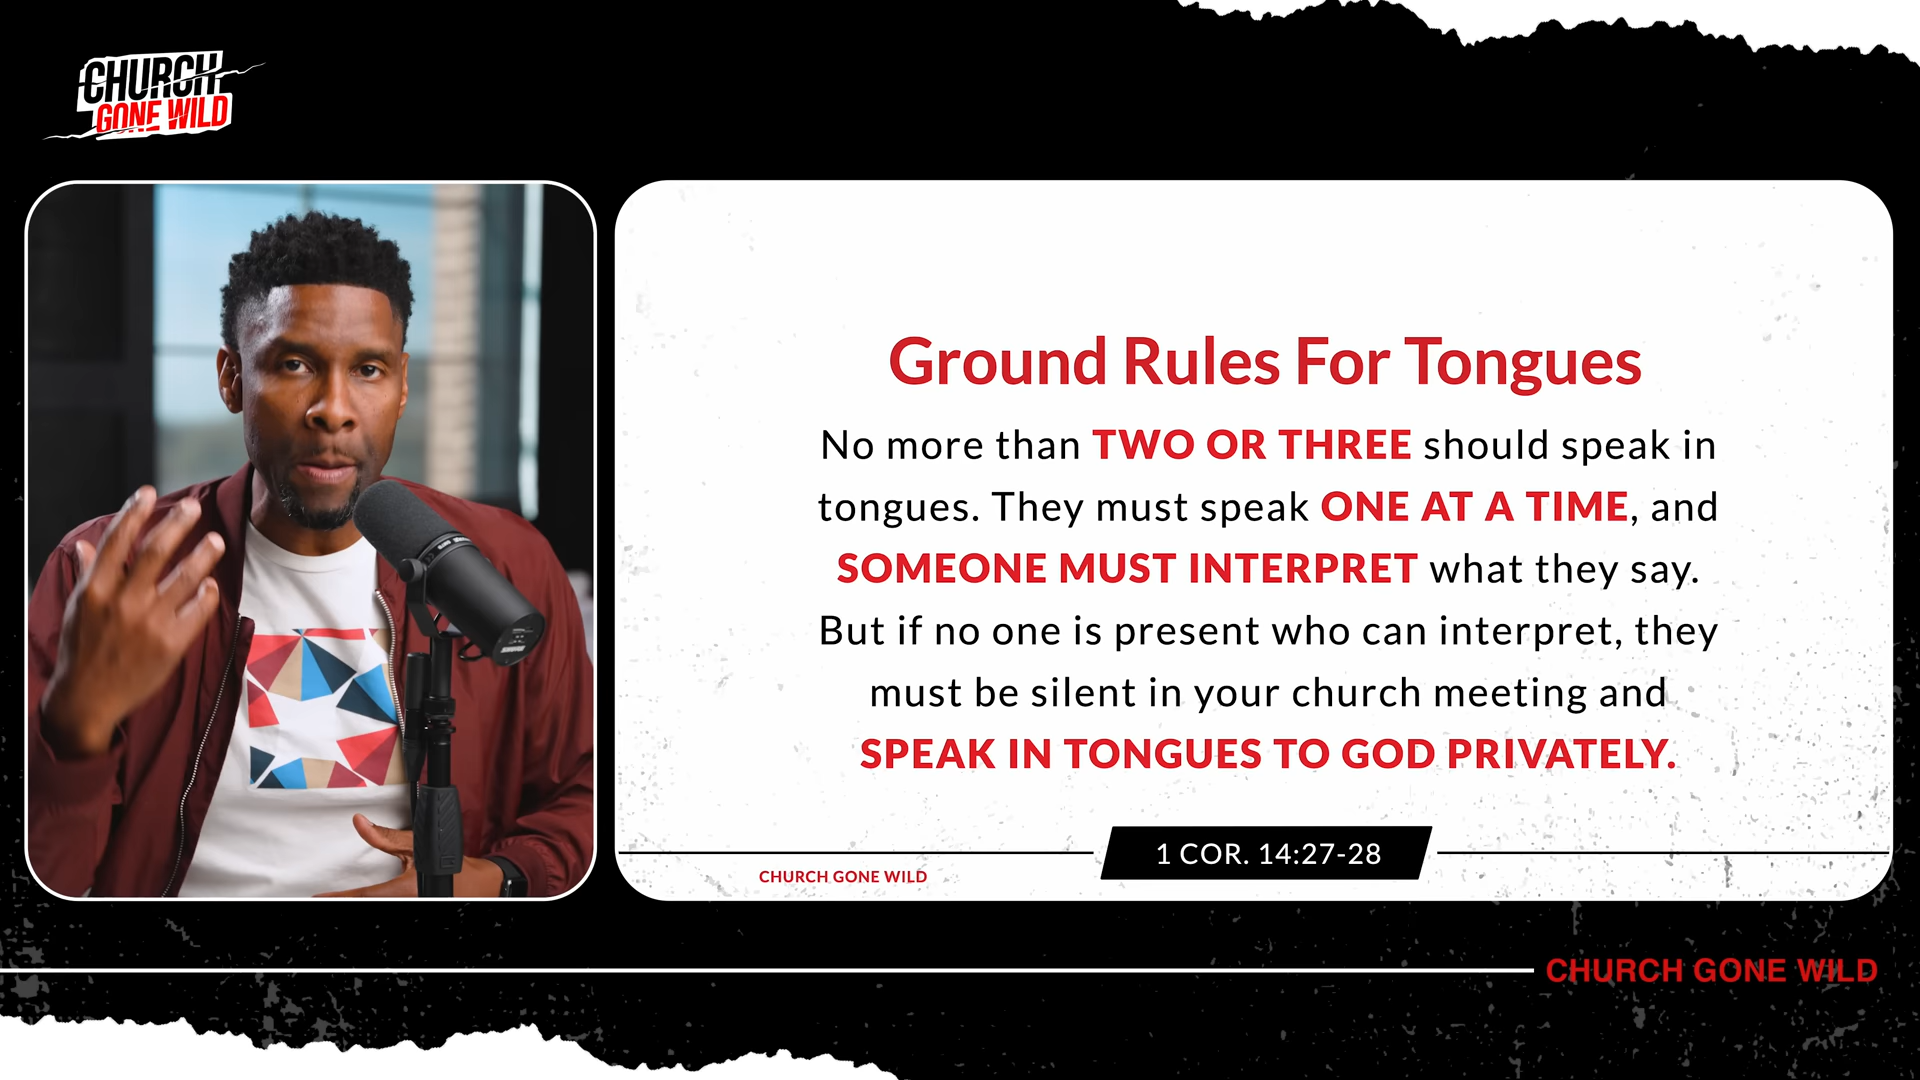 CHURCH
GONE WILD
Ground Rules For Tongues
No more than TWO OR THREE should speak in
tongues. They must speak ONE AT A TIME, and
SOMEONE MUST INTERPRET what they say.
But if no one is present who can interpret, they
must be silent in your church meeting and
SPEAK IN TONGUES TO GOD PRIVATELY.
1 COR. 14:27-28
CHURCH GONE WILD
CHURCH GONE WILD
SHURE